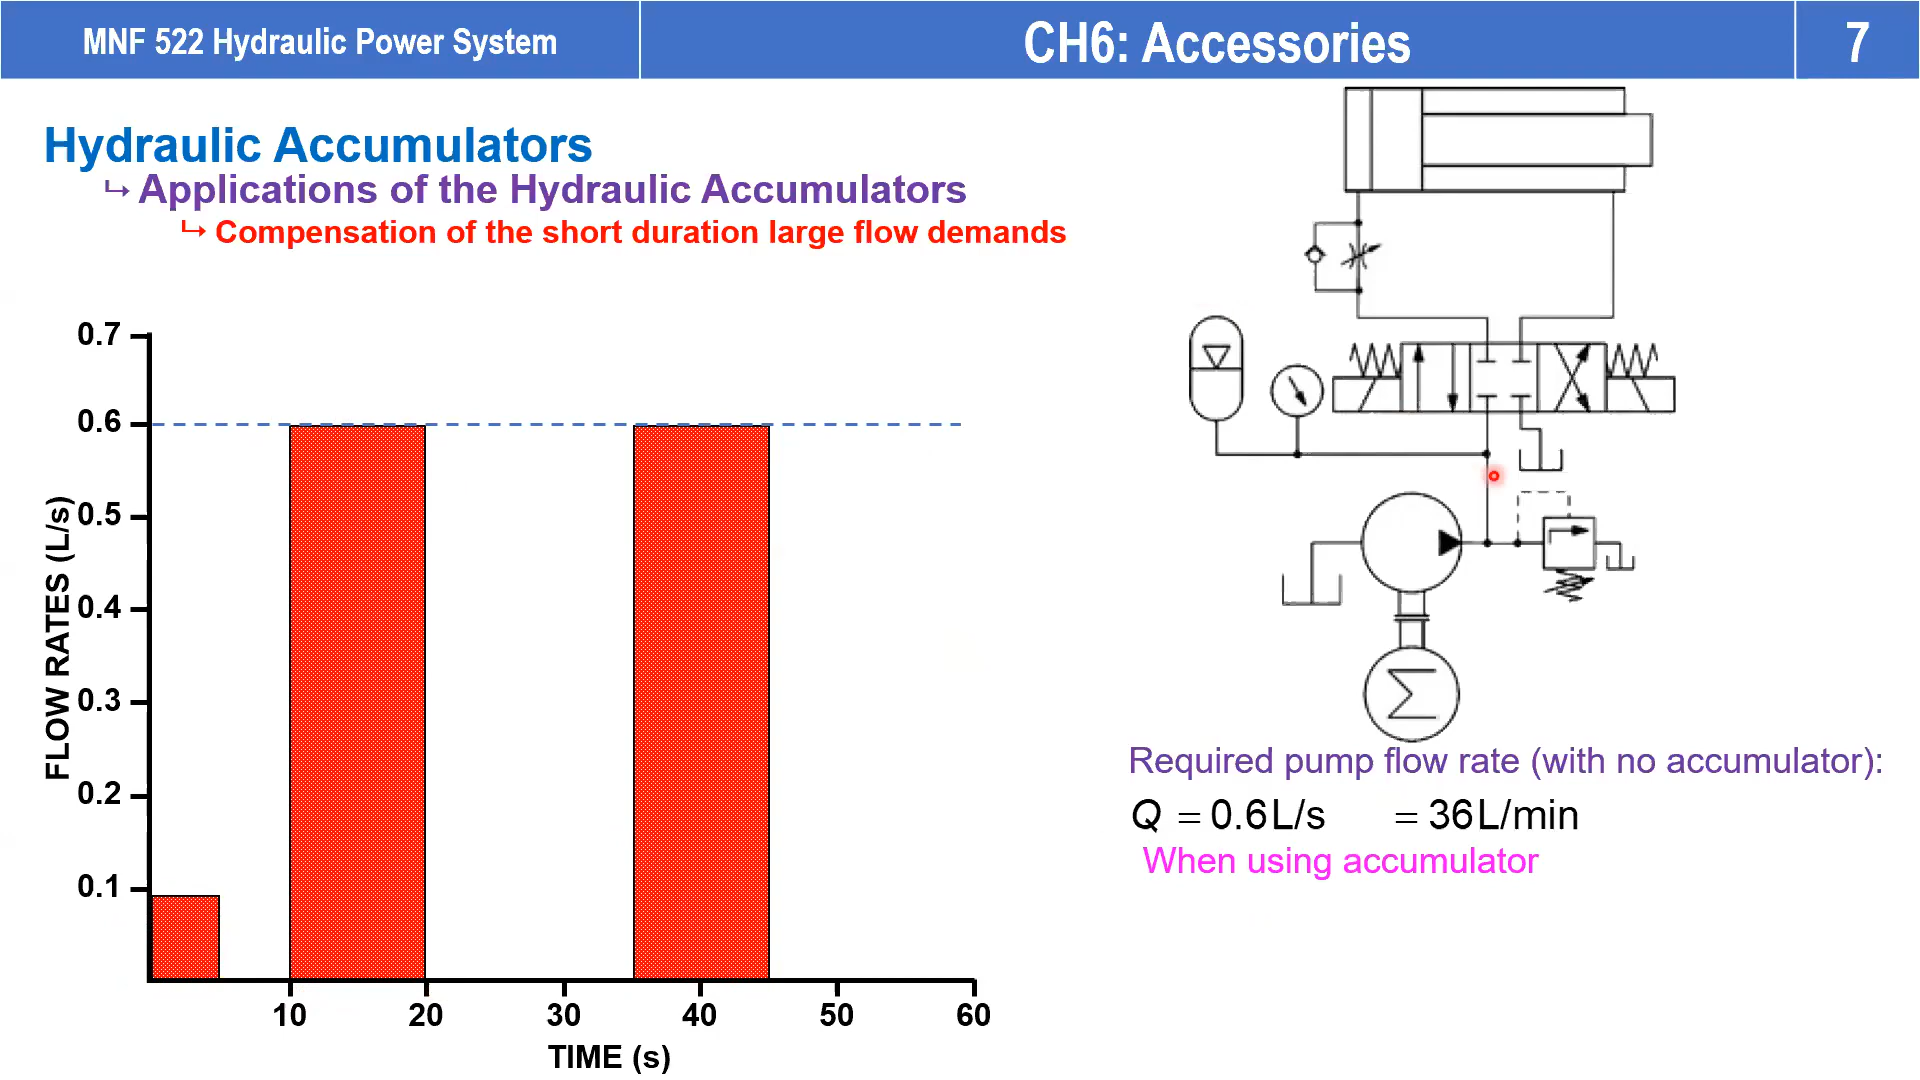 MNF 522 Hydraulic Power System
CH6: Accessories
7
Hydraulic Accumulators
↪ Applications of the Hydraulic Accumulators
↪ Compensation of the short duration large flow demands
FLOW RATES (L/s)
0.7
0.6
0.5
0.4
0.3
0.2
0.1
10 20 30 40 50 60
TIME (s)
Required pump flow rate (with no accumulator):
Q = 0.6 L/s = 36 L/min
When using accumulator